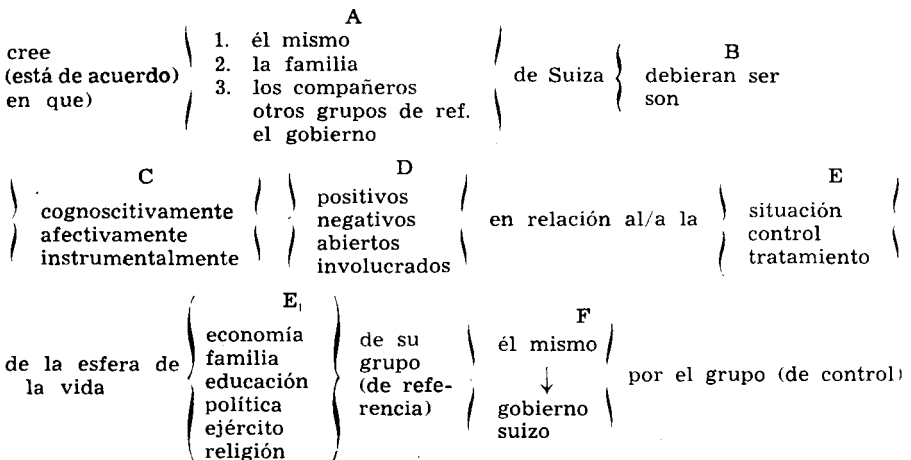 A
cree
(está de acuerdo)
en que)
1. él mismo
2. la familia
3. los compañeros
otros grupos de ref.
el gobierno
de Suiza
B
debieran ser
son
C
cognoscitivamente
afectivamente
instrumentalmente
D
positivos
negativos
abiertos
involucrados
en relación al/a la
E
situación
control
tratamiento
de la esfera de
la vida
E₁
economía
familia
educación
política
ejército
religión
de su
grupo
(de refe-
rencia)
F
él mismo
↓
gobierno
suizo
por el grupo (de control)